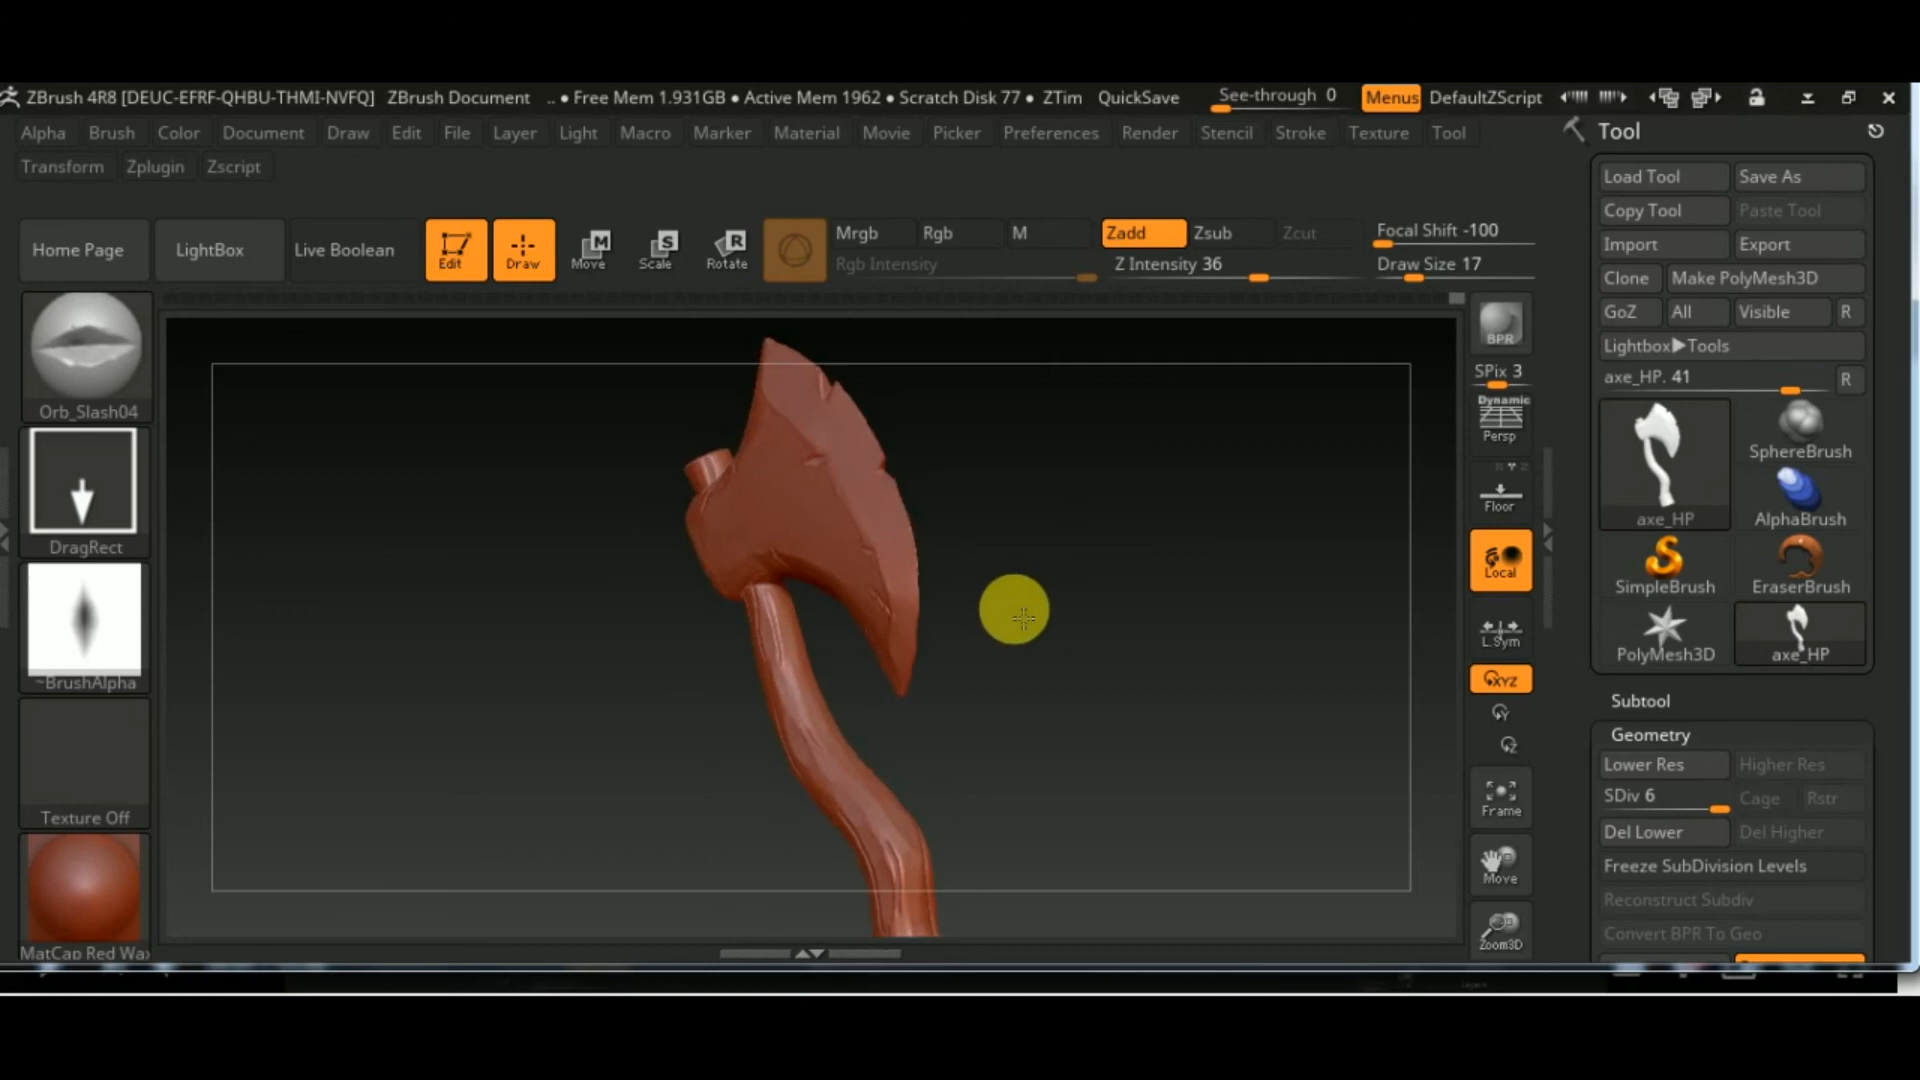 ZBrush 4R8 [DEUC-EFRF-QHBU-THMI-NVFQ] ZBrush Document .. • Free Mem 1.931GB • Active Mem 1962 • Scratch Disk 77 • ZTim QuickSave See-through 0 Menus DefaultZScript
Alpha Brush Color Document Draw Edit File Layer Light Macro Marker Material Movie Picker Preferences Render Stencil Stroke Texture Tool
Transform Zplugin Zscript
Home Page LightBox Live Boolean Edit Draw Move Scale Rotate
M S R
Mrgb Rgb M Zadd Zsub Zcut Focal Shift -100
Rgb Intensity Z Intensity 36 Draw Size 17
Orb_Slash04
DragRect
~BrushAlpha
Texture Off
MatCap Red Wax
BPR
SPix 3
Dynamic
Persp
Floor
Local
L.Sym
XYZ
Y
Z
Frame
Move
Zoom3D
Tool
Load Tool Save As
Copy Tool Paste Tool
Import Export
Clone Make PolyMesh3D
GoZ All Visible R
Lightbox▶Tools
axe_HP. 41 R
axe_HP SphereBrush
AlphaBrush
SimpleBrush EraserBrush
PolyMesh3D axe_HP
Subtool
Geometry
Lower Res Higher Res
SDiv 6 Cage Rstr
Del Lower Del Higher
Freeze SubDivision Levels
Reconstruct Subdiv
Convert BPR To Geo